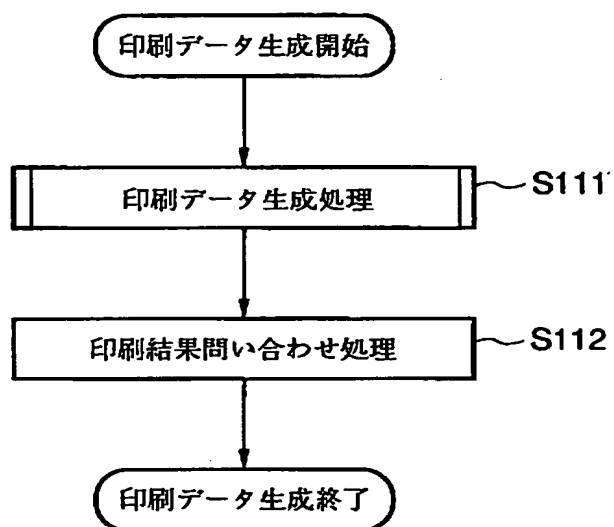 印刷データ生成開始
印刷データ生成処理
S111
印刷結果問い合わせ処理
S112
印刷データ生成終了